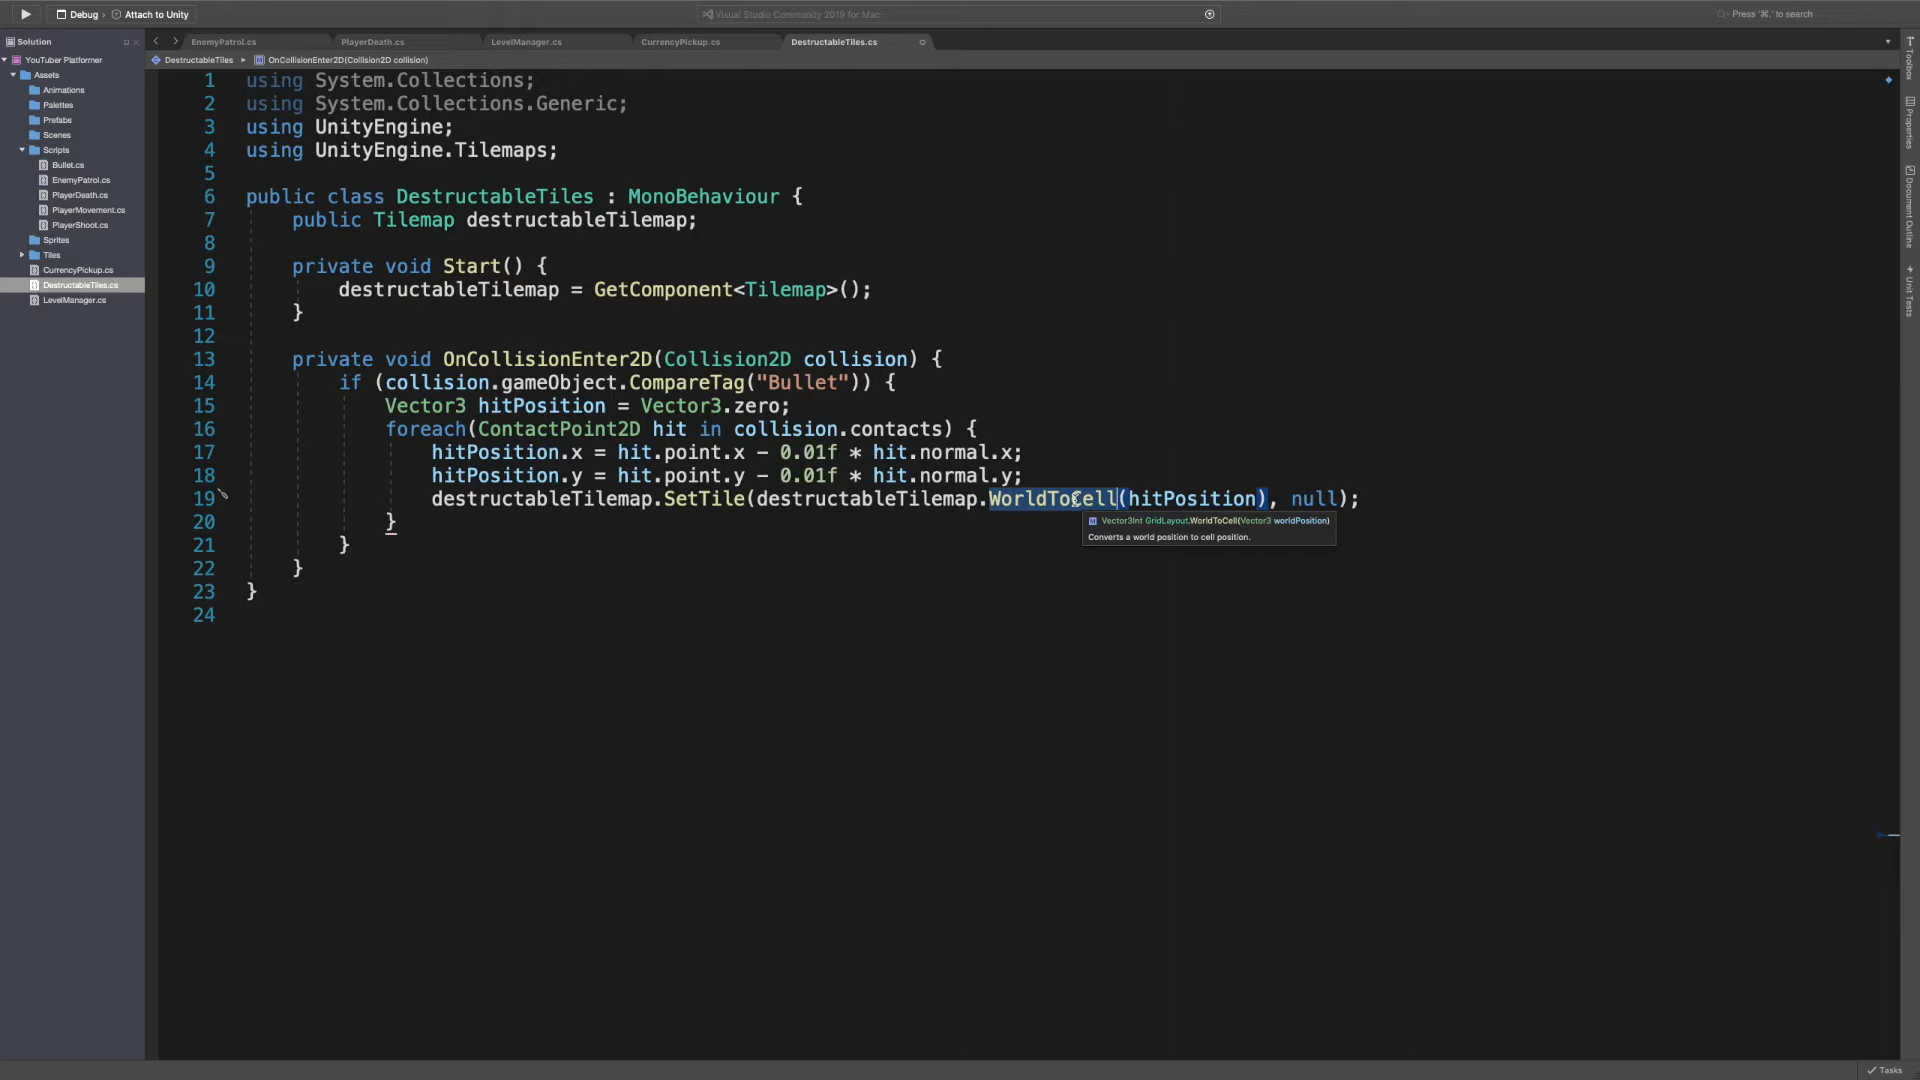 Debug › Attach to Unity
Visual Studio Community 2019 for Mac
Press '⌘.' to search
Solution
EnemyPatrol.cs
PlayerDeath.cs
LevelManager.cs
CurrencyPickup.cs
DestructableTiles.cs
DestructableTiles ▸ OnCollisionEnter2D(Collision2D collision)
YouTuber Platformer
Assets
Animations
Palettes
Prefabs
Scenes
Scripts
Bullet.cs
EnemyPatrol.cs
PlayerDeath.cs
PlayerMovement.cs
PlayerShoot.cs
Sprites
Tiles
CurrencyPickup.cs
DestructableTiles.cs
LevelManager.cs
1 using System.Collections;
2 using System.Collections.Generic;
3 using UnityEngine;
4 using UnityEngine.Tilemaps;
5
6 public class DestructableTiles : MonoBehaviour {
7 public Tilemap destructableTilemap;
8
9 private void Start() {
10 destructableTilemap = GetComponent<Tilemap>();
11 }
12
13 private void OnCollisionEnter2D(Collision2D collision) {
14 if (collision.gameObject.CompareTag("Bullet")) {
15 Vector3 hitPosition = Vector3.zero;
16 foreach(ContactPoint2D hit in collision.contacts) {
17 hitPosition.x = hit.point.x - 0.01f * hit.normal.x;
18 hitPosition.y = hit.point.y - 0.01f * hit.normal.y;
19 destructableTilemap.SetTile(destructableTilemap.WorldToCell(hitPosition), null);
20 }
21 }
22 }
23 }
24
Vector3Int GridLayout.WorldToCell(Vector3 worldPosition)
Converts a world position to cell position.
Toolbox
Properties
Document Outline
Unit Tests
Tasks